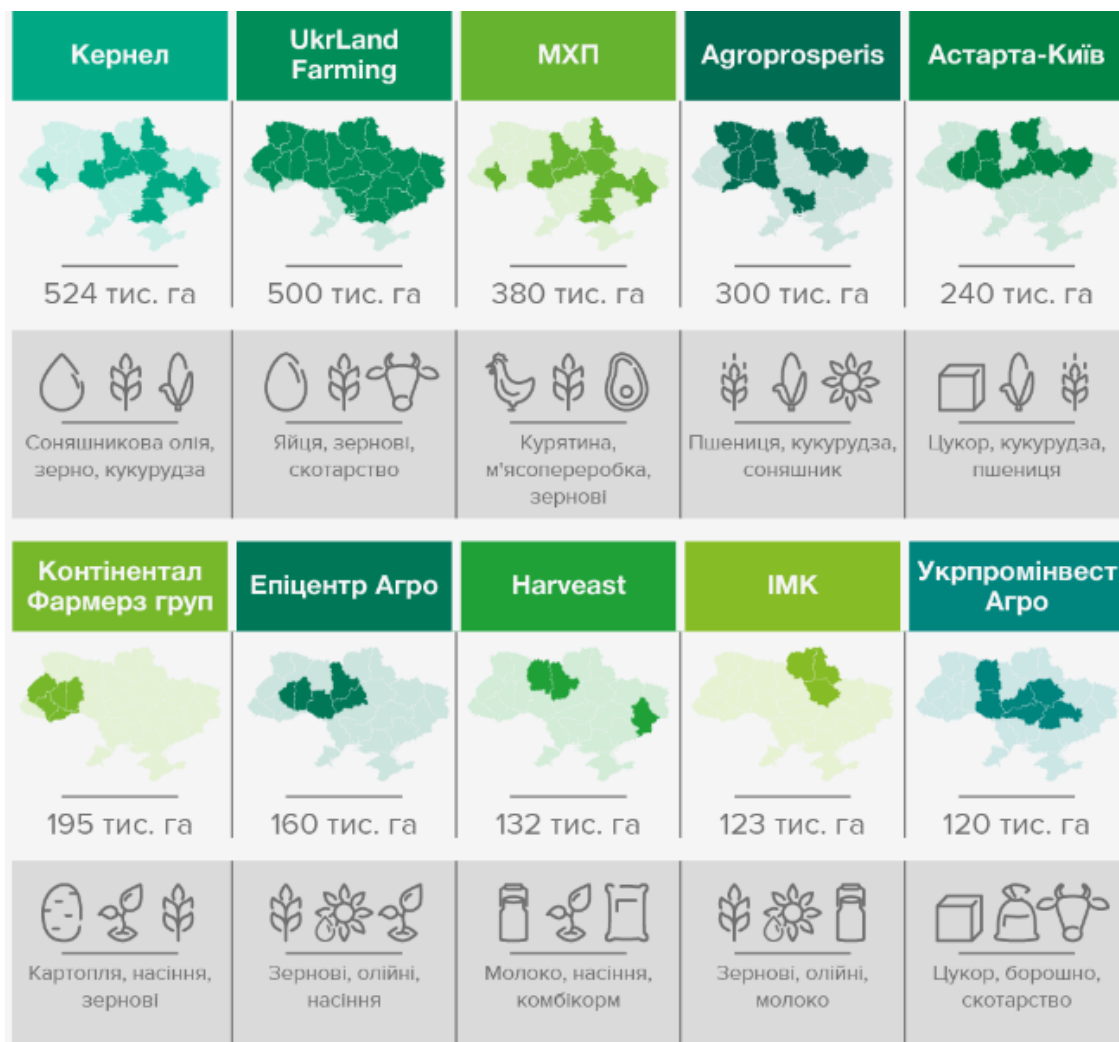 Кернел
UkrLand
Farming
МХП
Agroprosperis
Астарта-Київ
524 тис. га
500 тис. га
380 тис. га
300 тис. га
240 тис. га
Соняшникова олія,
зерно, кукурудза
Яйця, зернові,
скотарство
Курятина,
м'ясопереробка,
зернові
Пшениця, кукурудза,
соняшник
Цукор, кукурудза,
пшениця
Контінентал
Фармерз груп
Епіцентр Агро
Harveast
ІМК
Укрпромінвест
Агро
195 тис. га
160 тис. га
132 тис. га
123 тис. га
120 тис. га
Картопля, насіння,
зернові
Зернові, олійні,
насіння
Молоко, насіння,
комбікорм
Зернові, олійні,
молоко
Цукор, борошно,
скотарство